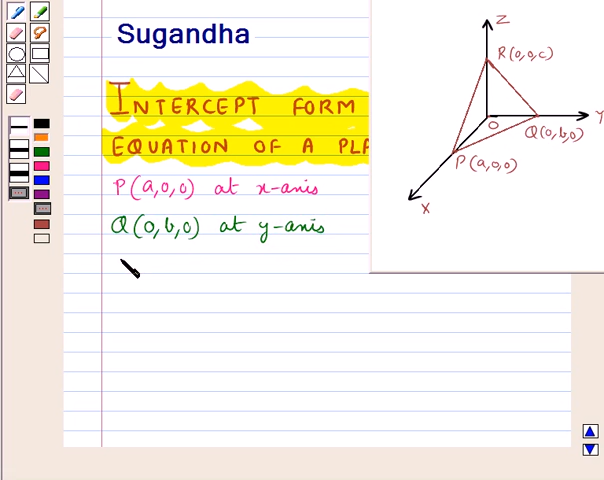 Sugandha
INTERCEPT FORM
EQUATION OF A
P(a,0,0) at x-axis
Q(0,b,0) at y-axis
Z
R(0,0,c)
Y
O
Q(0,b,0)
P(a,0,0)
X